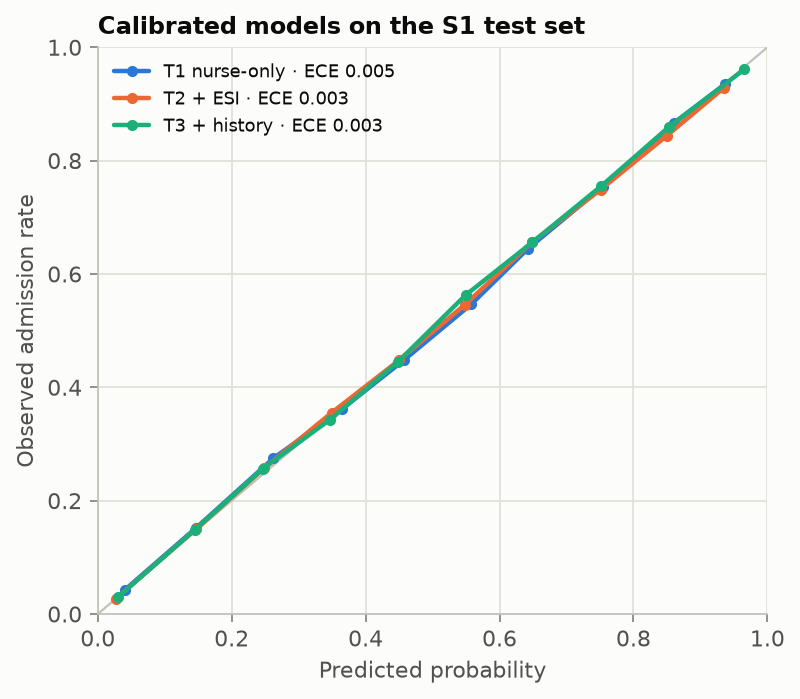 Calibrated models on the S1 test set
T1 nurse-only · ECE 0.005
T2 + ESI · ECE 0.003
T3 + history · ECE 0.003
Observed admission rate
1.0
0.8
0.6
0.4
0.2
0.0
0.0 0.2 0.4 0.6 0.8 1.0
Predicted probability